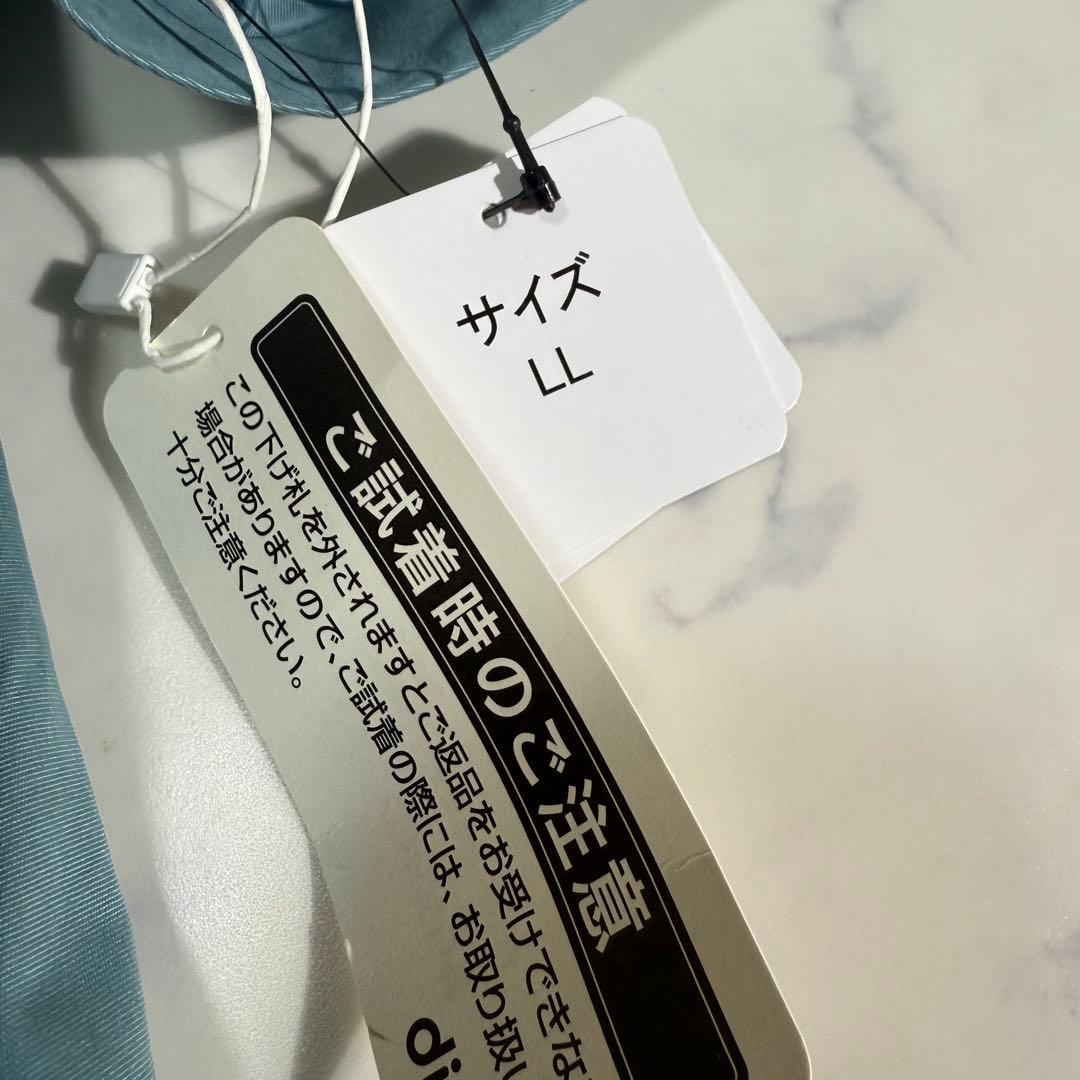 サイズ
LL
ご試着時のご注意
この下げ札を外されますとご返品をお受けできな
場合がありますので、ご試着の際には、お取り扱
十分ご注意ください。
di